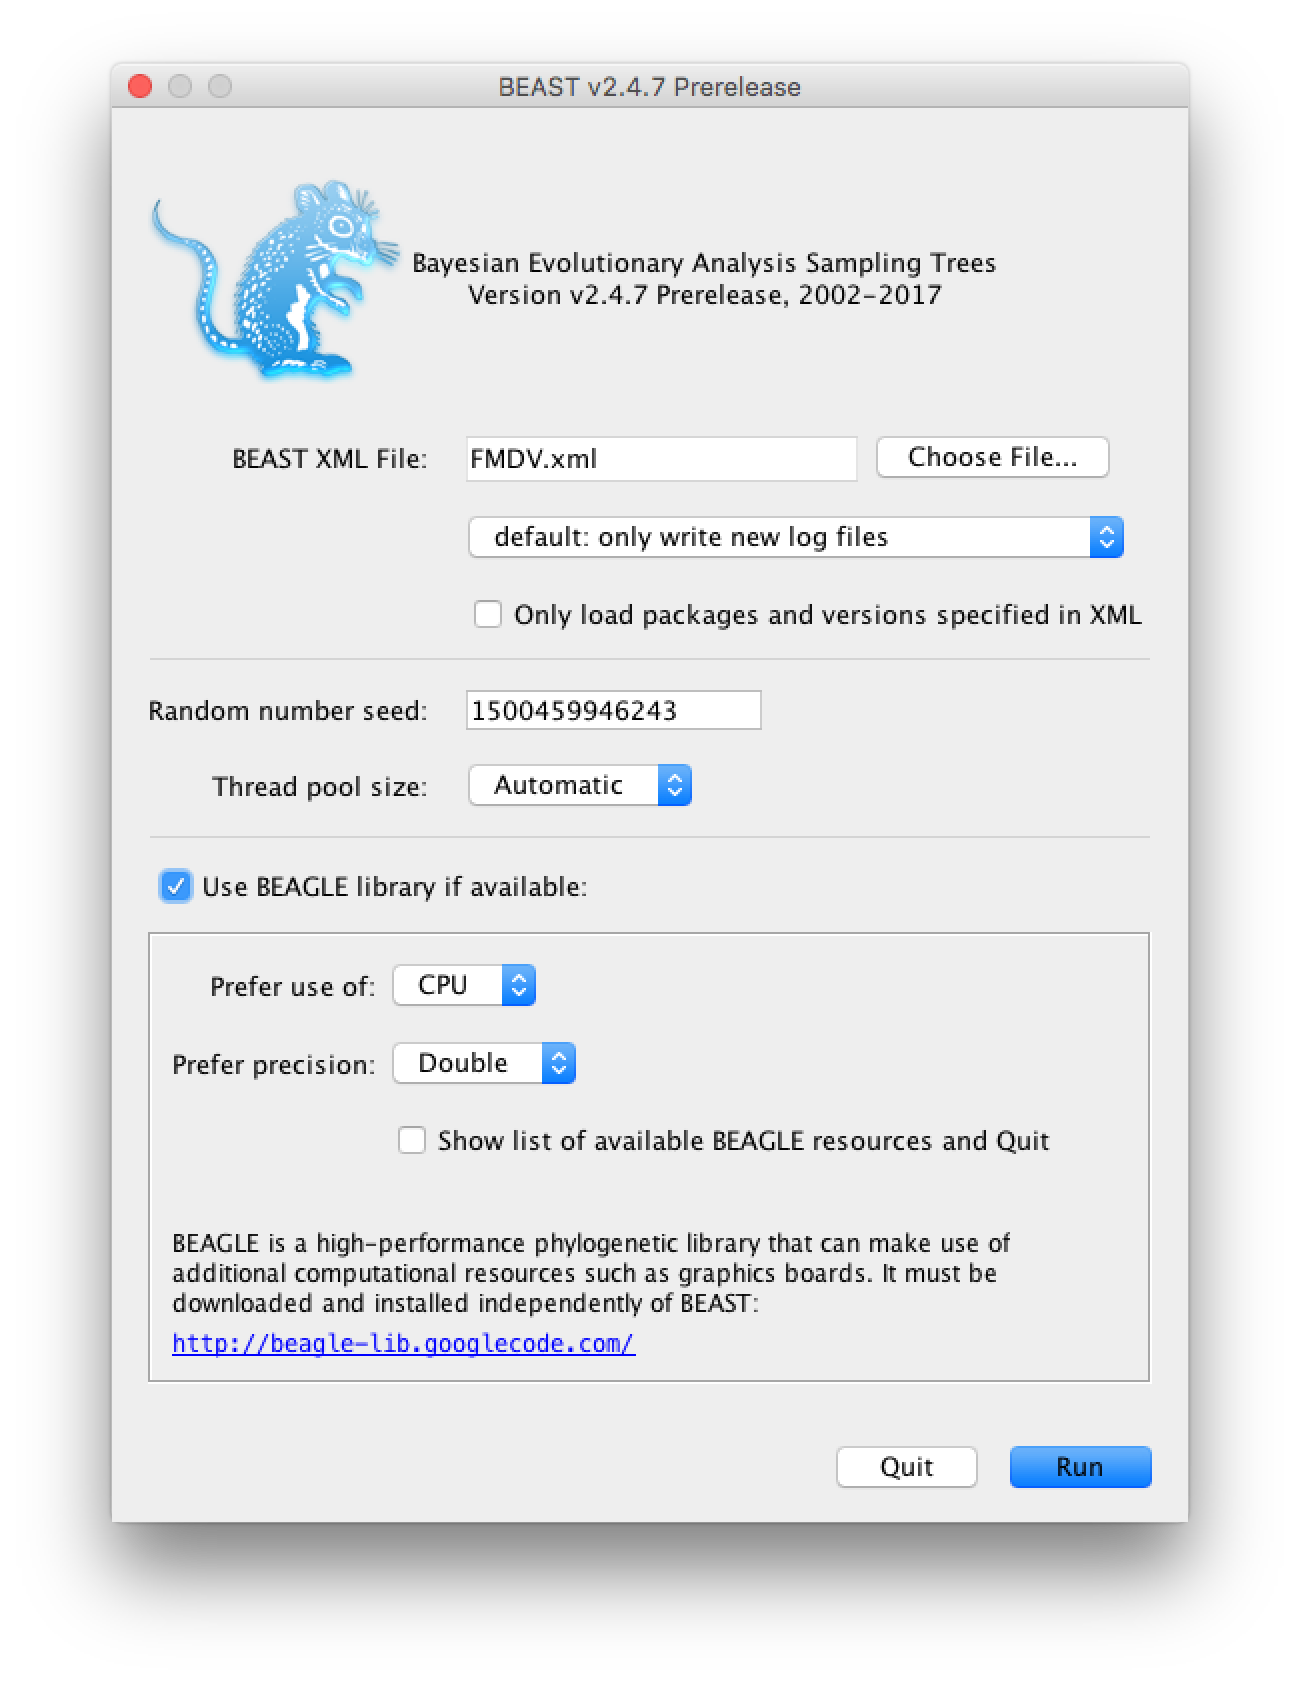 BEAST v2.4.7 Prerelease
Bayesian Evolutionary Analysis Sampling Trees
Version v2.4.7 Prerelease, 2002–2017
BEAST XML File: FMDV.xml Choose File...
default: only write new log files
Only load packages and versions specified in XML
Random number seed: 1500459946243
Thread pool size: Automatic
Use BEAGLE library if available:
Prefer use of: CPU
Prefer precision: Double
Show list of available BEAGLE resources and Quit
BEAGLE is a high–performance phylogenetic library that can make use of
additional computational resources such as graphics boards. It must be
downloaded and installed independently of BEAST:
http://beagle-lib.googlecode.com/
Quit Run